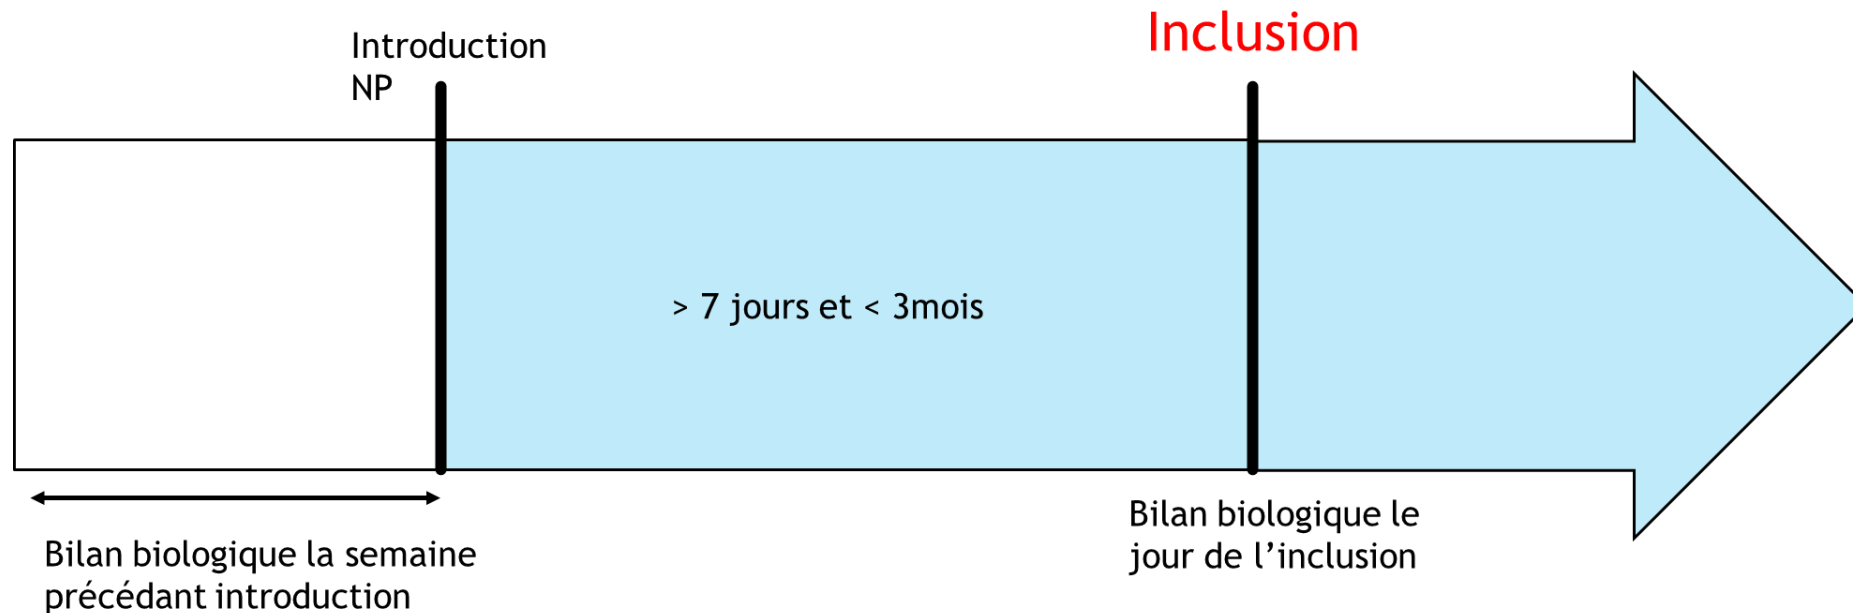 Introduction
NP
Inclusion
> 7 jours et < 3mois
Bilan biologique le
jour de l’inclusion
Bilan biologique la semaine
précédant introduction